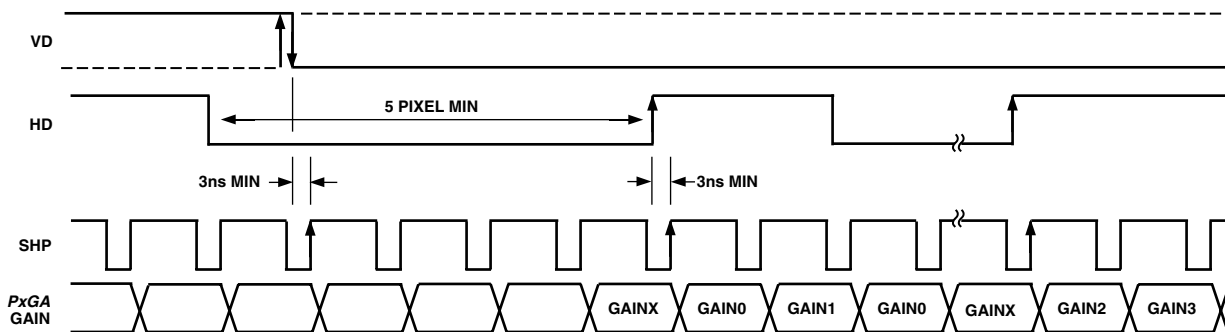 VD
HD
5 PIXEL MIN
3ns MIN
3ns MIN
SHP
PxGA
GAIN
GAINX
GAIN0
GAIN1
GAIN0
GAINX
GAIN2
GAIN3